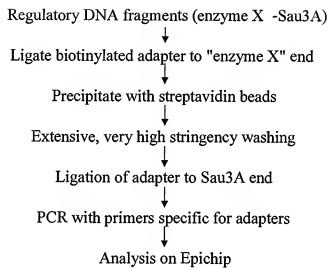 Regulatory DNA fragments (enzyme X -Sau3A)
Ligate biotinylated adapter to "enzyme X" end
Precipitate with streptavidin beads
Extensive, very high stringency washing
Ligation of adapter to Sau3A end
PCR with primers specific for adapters
Analysis on Epichip